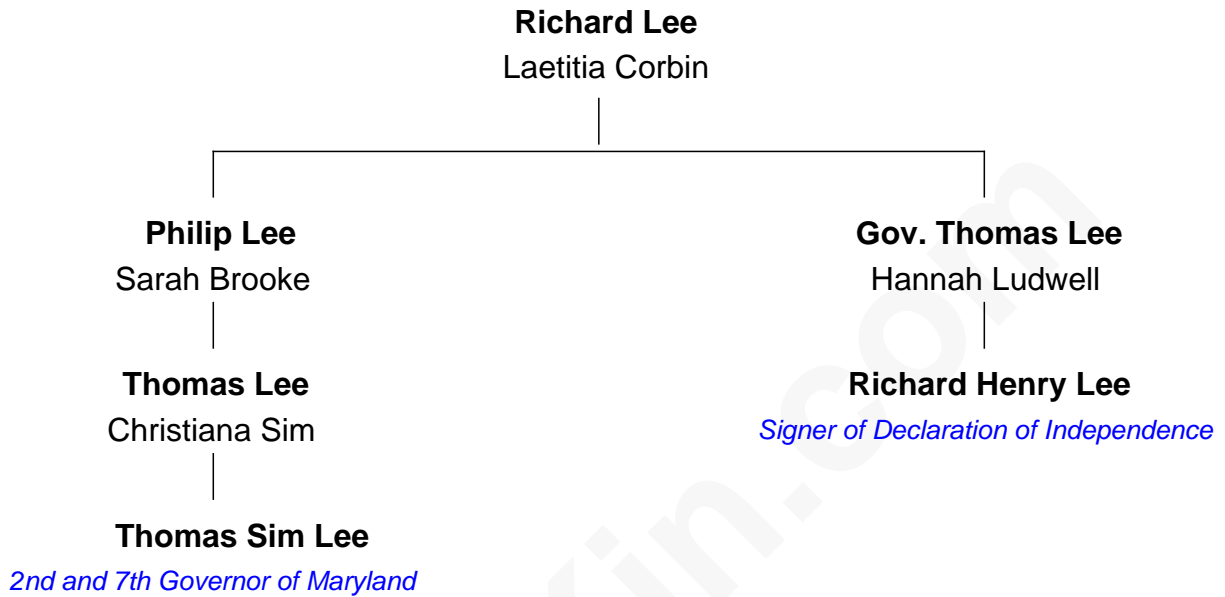 Richard Lee
Laetitia Corbin
Philip Lee
Sarah Brooke
Gov. Thomas Lee
Hannah Ludwell
Thomas Lee
Christiana Sim
Richard Henry Lee
Signer of Declaration of Independence
Thomas Sim Lee
2nd and 7th Governor of Maryland